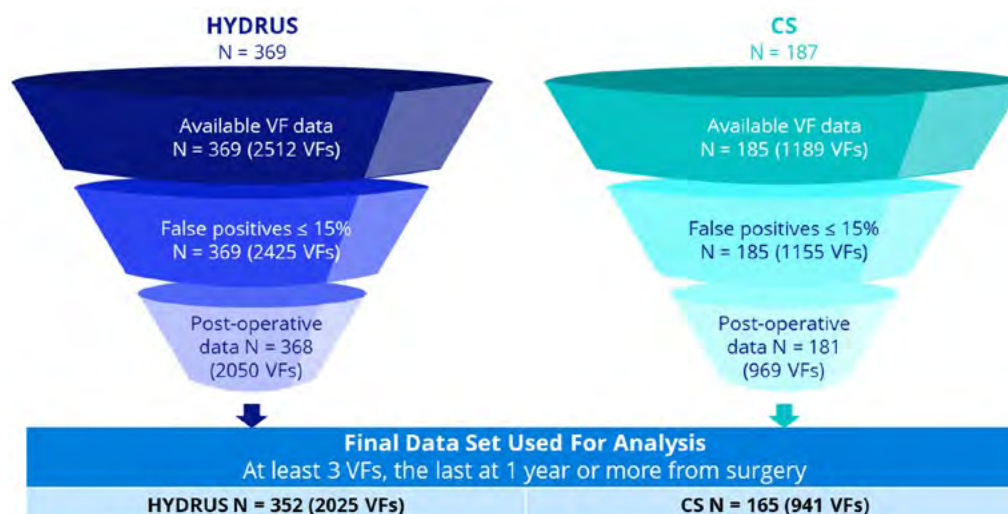 HYDRUS
N = 369
Available VF data
N = 369 (2512 VFs)
False positives ≤ 15%
N = 369 (2425 VFs)
Post-operative
data N = 368
(2050 VFs)
CS
N = 187
Available VF data
N = 185 (1189 VFs)
False positives ≤ 15%
N = 185 (1155 VFs)
Post-operative
data N = 181
(969 VFs)
Final Data Set Used For Analysis
At least 3 VFs, the last at 1 year or more from surgery
HYDRUS N = 352 (2025 VFs)
CS N = 165 (941 VFs)